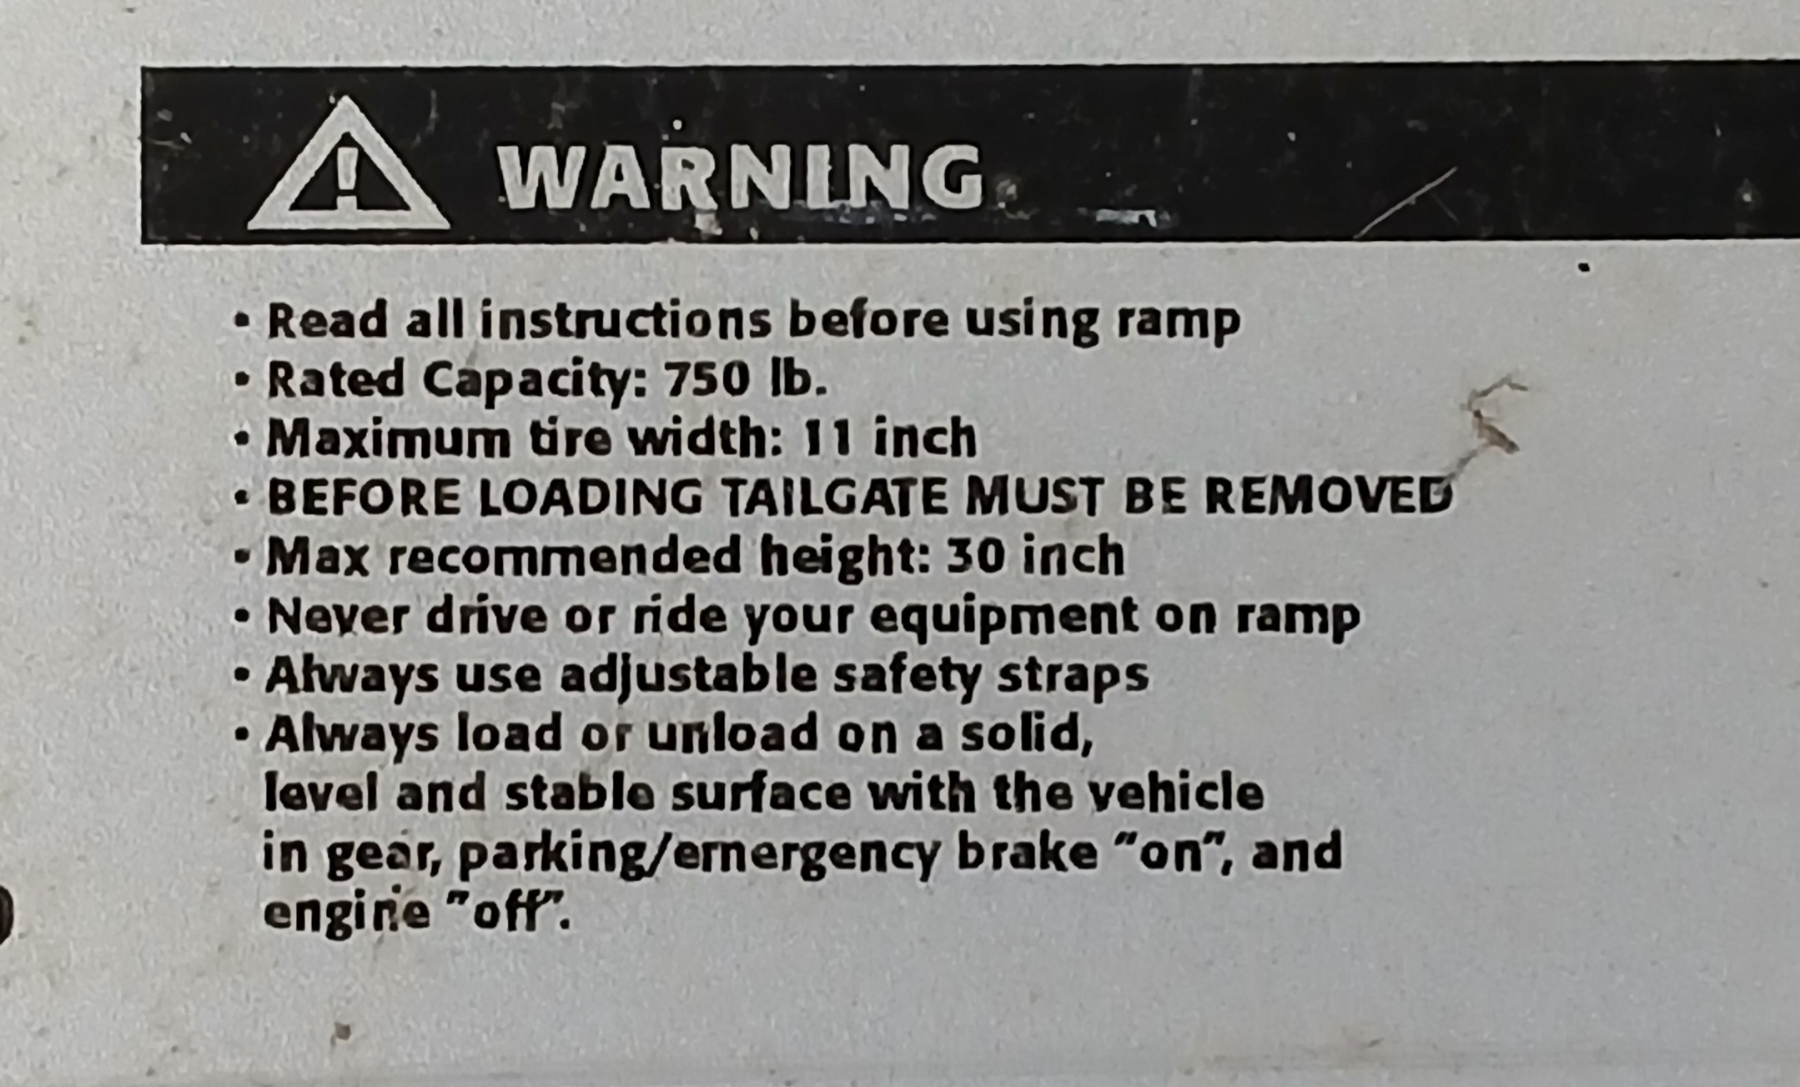 WARNING
• Read all instructions before using ramp
• Rated Capacity: 750 lb.
• Maximum tire width: 11 inch
• BEFORE LOADING TAILGATE MUST BE REMOVED
• Max recommended height: 30 inch
• Never drive or ride your equipment on ramp
• Always use adjustable safety straps
• Always load or unload on a solid,
level and stable surface with the vehicle
in gear, parking/emergency brake "on", and
engine "off".